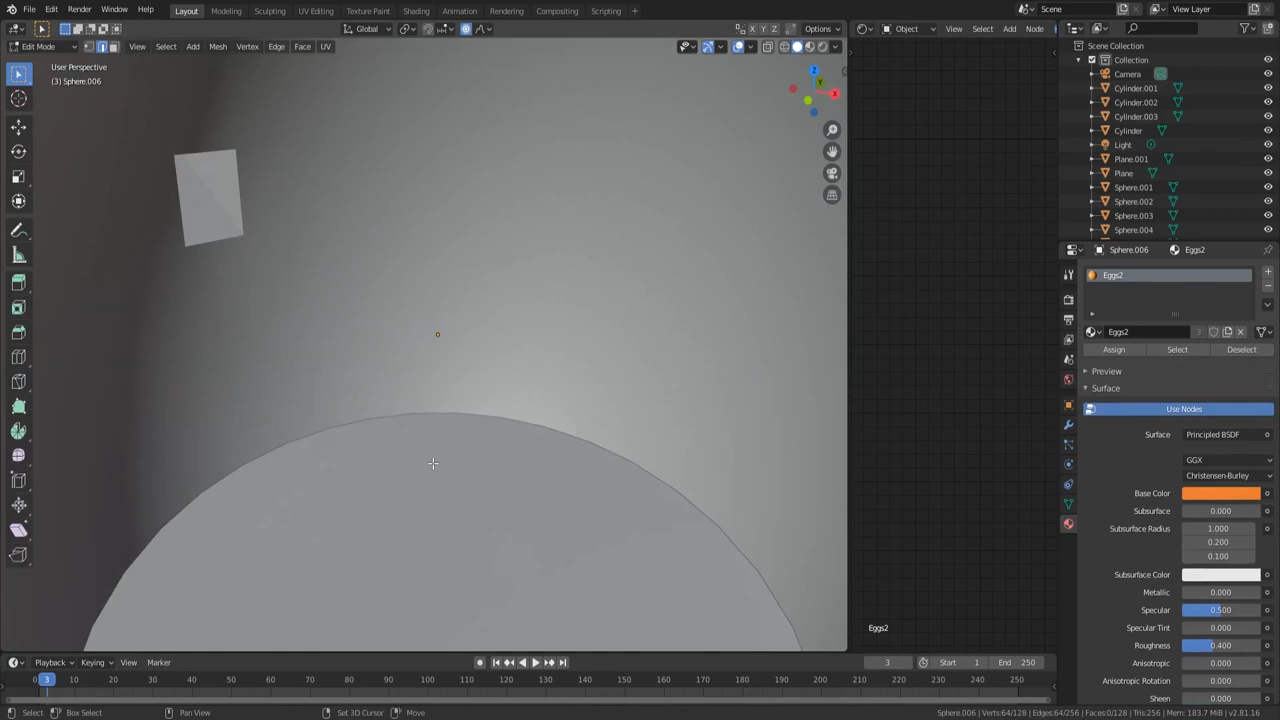 File Edit Render Window Help Layout Modeling Sculpting UV Editing Texture Paint Shading Animation Rendering Compositing Scripting + Scene View Layer
Global X Y Z Options Object View Select Add Node
Edit Mode View Select Add Mesh Vertex Edge Face UV
User Perspective
(3) Sphere.006
Z
Y
X
Scene Collection
Collection
Camera
Cylinder.001
Cylinder.002
Cylinder.003
Cylinder
Light
Plane.001
Plane
Sphere.001
Sphere.002
Sphere.003
Sphere.004
Sphere.006 Eggs2
Eggs2
Eggs2 3
Assign Select Deselect
Preview
Surface
Use Nodes
Surface Principled BSDF
GGX
Christensen-Burley
Base Color
Subsurface 0.000
Subsurface Radius 1.000
0.200
0.100
Subsurface Color
Metallic 0.000
Specular 0.500
Specular Tint 0.000
Roughness 0.400
Anisotropic 0.000
Anisotropic Rotation 0.000
Sheen 0.000
Eggs2
Playback Keying View Marker 3 Start 1 End 250
0 3 10 20 30 40 50 60 70 80 90 100 110 120 130 140 150 160 170 180 190 200 210 220 230 240 250
Select Box Select Pan View Set 3D Cursor Move Sphere.006 | Verts:64/128 | Edges:64/256 | Faces:0/128 | Tris:256 | Mem: 183.7 MiB | v2.81.16